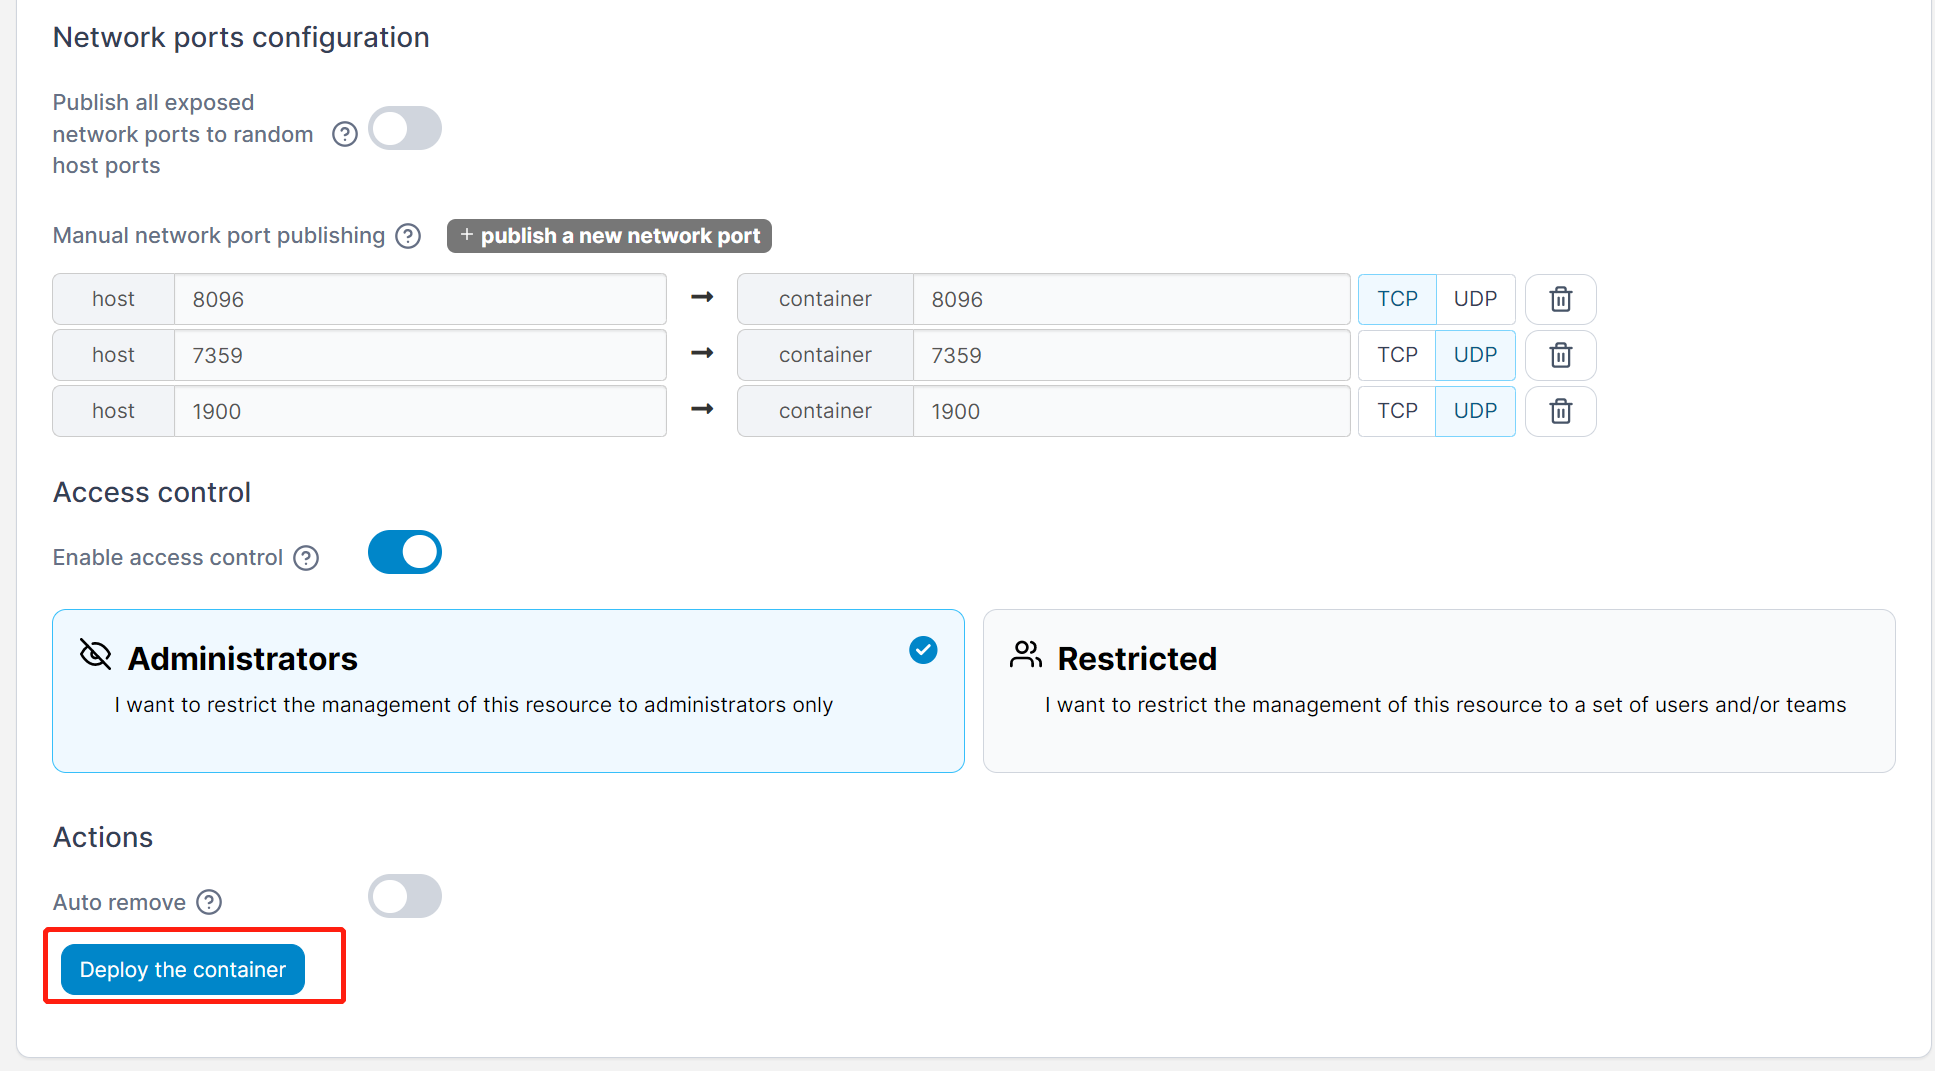 Network ports configuration
Publish all exposed
network ports to random
host ports
Manual network port publishing
+ publish a new network port
host 8096 → container 8096 TCP UDP
host 7359 → container 7359 TCP UDP
host 1900 → container 1900 TCP UDP
Access control
Enable access control
Administrators
I want to restrict the management of this resource to administrators only
Restricted
I want to restrict the management of this resource to a set of users and/or teams
Actions
Auto remove
Deploy the container